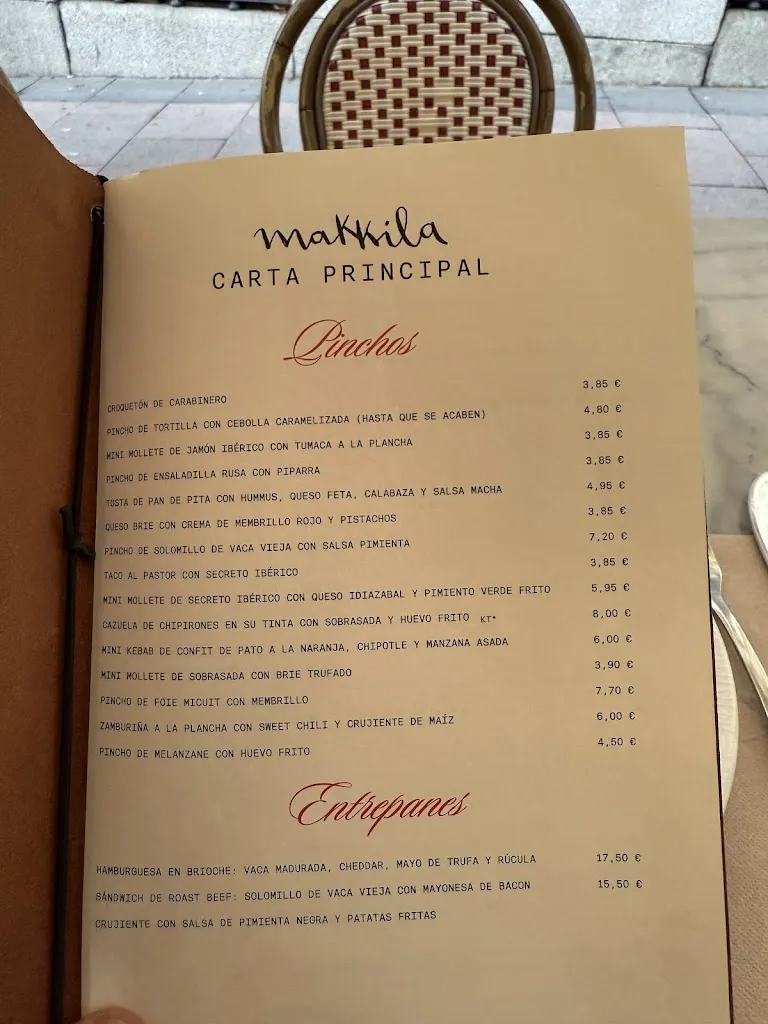 makkila
CARTA PRINCIPAL
Pinchos
CROQUETÓN DE CARABINERO 3,85 €
PINCHO DE TORTILLA CON CEBOLLA CARAMELIZADA (HASTA QUE SE ACABEN) 4,80 €
MINI MOLLETE DE JAMÓN IBÉRICO CON TUMACA A LA PLANCHA 3,85 €
PINCHO DE ENSALADILLA RUSA CON PIPARRA 3,85 €
TOSTA DE PAN DE PITA CON HUMMUS, QUESO FETA, CALABAZA Y SALSA MACHA 4,95 €
QUESO BRIE CON CREMA DE MEMBRILLO ROJO Y PISTACHOS 3,85 €
PINCHO DE SOLOMILLO DE VACA VIEJA CON SALSA PIMIENTA 7,20 €
TACO AL PASTOR CON SECRETO IBÉRICO 3,85 €
MINI MOLLETE DE SECRETO IBÉRICO CON QUESO IDIAZABAL Y PIMIENTO VERDE FRITO 5,95 €
CAZUELA DE CHIPIRONES EN SU TINTA CON SOBRASADA Y HUEVO FRITO KT* 8,00 €
MINI KEBAB DE CONFIT DE PATO A LA NARANJA, CHIPOTLE Y MANZANA ASADA 6,00 €
MINI MOLLETE DE SOBRASADA CON BRIE TRUFADO 3,90 €
PINCHO DE FOIE MICUIT CON MEMBRILLO 7,70 €
ZAMBURIÑA A LA PLANCHA CON SWEET CHILI Y CRUJIENTE DE MAÍZ 6,00 €
PINCHO DE MELANZANE CON HUEVO FRITO 4,50 €
Entrepanes
HAMBURGUESA EN BRIOCHE: VACA MADURADA, CHEDDAR, MAYO DE TRUFA Y RÚCULA 17,50 €
SÁNDWICH DE ROAST BEEF: SOLOMILLO DE VACA VIEJA CON MAYONESA DE BACON 15,50 €
CRUJIENTE CON SALSA DE PIMIENTA NEGRA Y PATATAS FRITAS